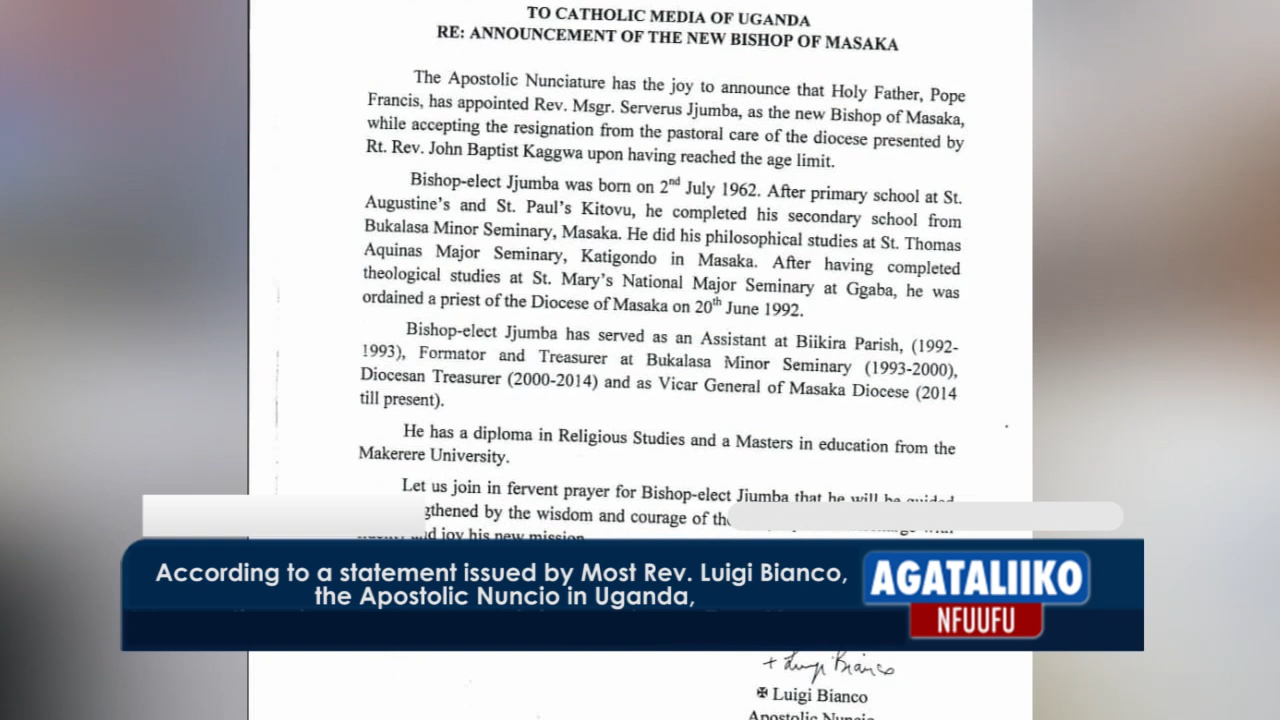 TO CATHOLIC MEDIA OF UGANDA
RE: ANNOUNCEMENT OF THE NEW BISHOP OF MASAKA
The Apostolic Nunciature has the joy to announce that Holy Father, Pope
Francis, has appointed Rev. Msgr. Serverus Jjumba, as the new Bishop of Masaka,
while accepting the resignation from the pastoral care of the diocese presented by
Rt. Rev. John Baptist Kaggwa upon having reached the age limit.
Bishop-elect Jjumba was born on 2nd July 1962. After primary school at St.
Augustine's and St. Paul's Kitovu, he completed his secondary school from
Bukalasa Minor Seminary, Masaka. He did his philosophical studies at St. Thomas
Aquinas Major Seminary, Katigondo in Masaka. After having completed
theological studies at St. Mary's National Major Seminary at Ggaba, he was
ordained a priest of the Diocese of Masaka on 20th June 1992.
Bishop-elect Jjumba has served as an Assistant at Biikira Parish, (1992-
1993), Formator and Treasurer at Bukalasa Minor Seminary (1993-2000),
Diocesan Treasurer (2000-2014) and as Vicar General of Masaka Diocese (2014
till present).
He has a diploma in Religious Studies and a Masters in education from the
Makerere University.
Let us join in fervent prayer for Bishop-elect Jjumba that he will be guided
gthened by the wisdom and courage of the
and joy his new mission
According to a statement issued by Most Rev. Luigi Bianco,
the Apostolic Nuncio in Uganda,
AGATALIIKO
NFUUFU
+ Luigi Bianco
✠ Luigi Bianco
Apostolic Nuncio